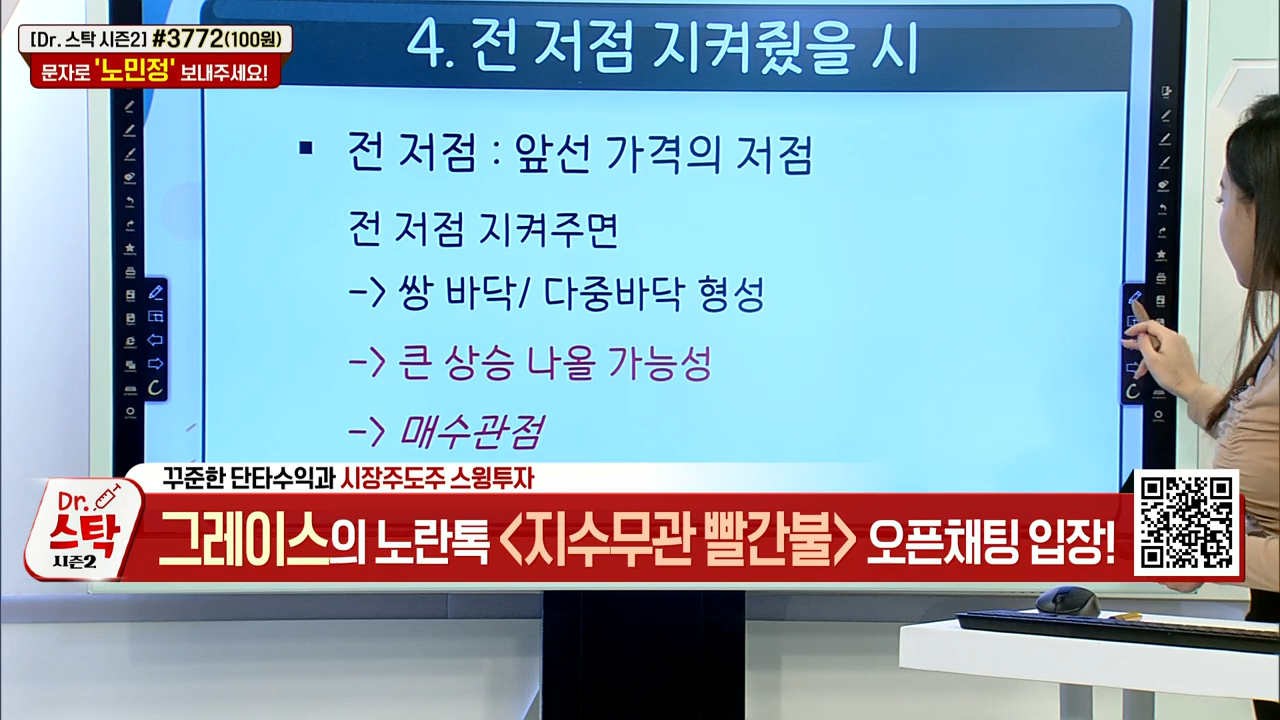 [Dr. 스탁 시즌2] #3772(100원)
문자로 '노민정' 보내주세요!
4. 전 저점 지켜줬을 시
▪ 전 저점 : 앞선 가격의 저점
전 저점 지켜주면
-> 쌍 바닥/ 다중바닥 형성
-> 큰 상승 나올 가능성
-> 매수관점
꾸준한 단타수익과 시장주도주 스윙투자
Dr.
스탁
시즌2
그레이스의 노란톡 <지수무관 빨간불> 오픈채팅 입장!